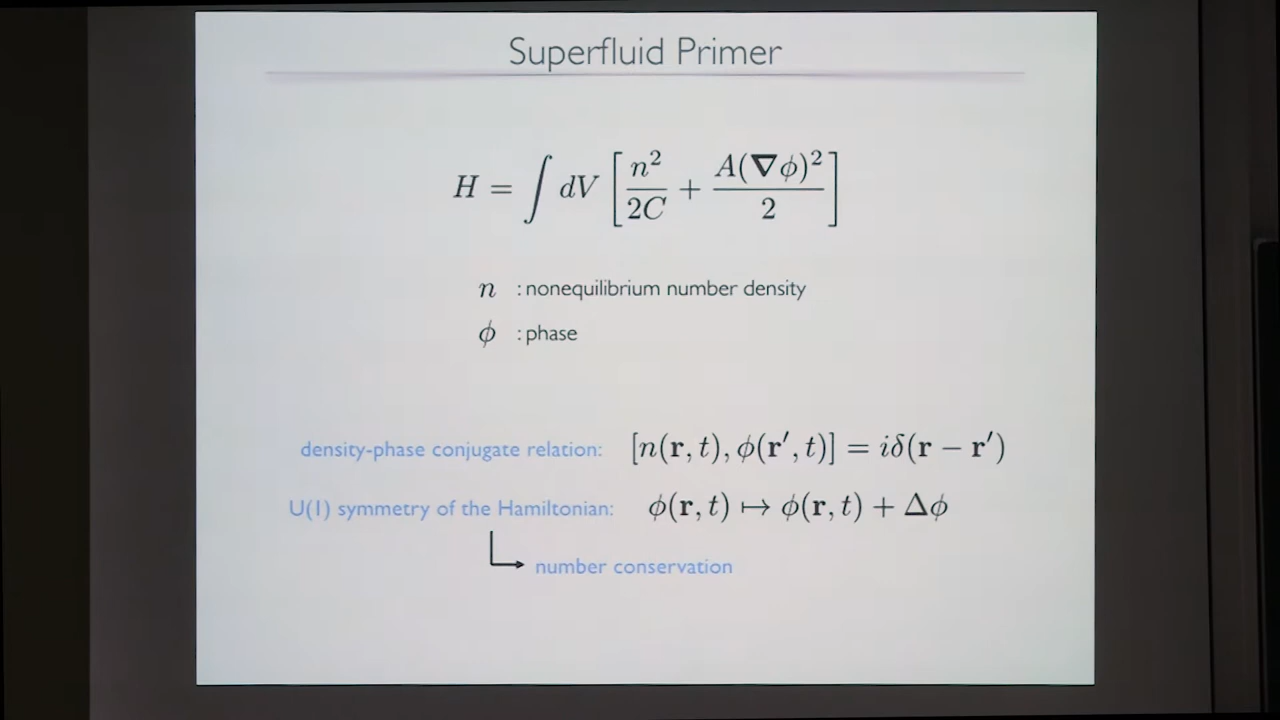 Superfluid Primer
H = ∫ dV [ n²/2C + A(∇φ)²/2 ]
n : nonequilibrium number density
ϕ : phase
density-phase conjugate relation: [n(r, t), ϕ(r′, t)] = iδ(r − r′)
U(1) symmetry of the Hamiltonian: ϕ(r, t) ↦ ϕ(r, t) + Δϕ
number conservation